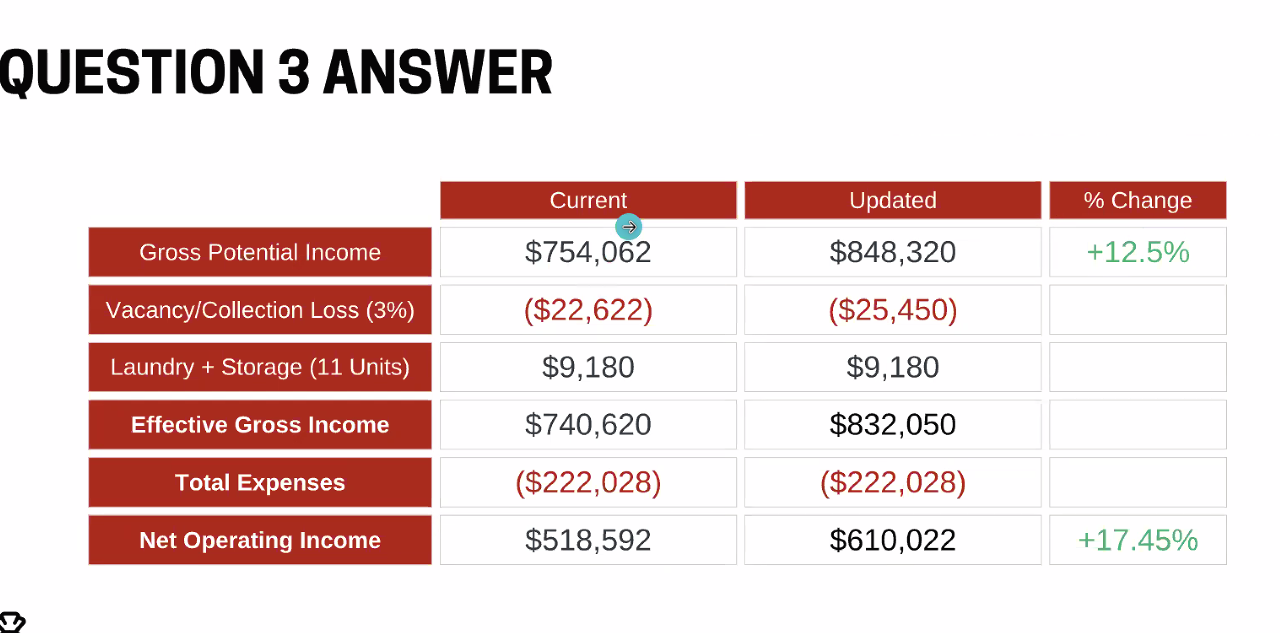 QUESTION 3 ANSWER
Current Updated % Change
Gross Potential Income $754,062 $848,320 +12.5%
Vacancy/Collection Loss (3%) ($22,622) ($25,450)
Laundry + Storage (11 Units) $9,180 $9,180
Effective Gross Income $740,620 $832,050
Total Expenses ($222,028) ($222,028)
Net Operating Income $518,592 $610,022 +17.45%